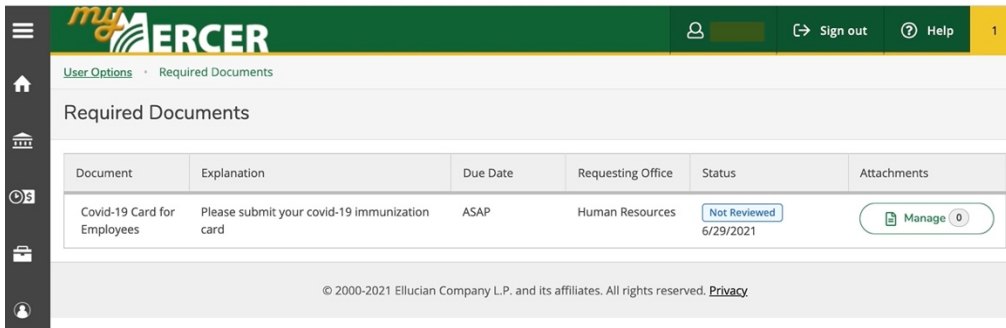 myMERCER
Sign out
Help
1
User Options · Required Documents
Required Documents
Document Explanation Due Date Requesting Office Status Attachments
Covid-19 Card for Please submit your covid-19 immunization ASAP Human Resources Not Reviewed Manage 0
Employees card 6/29/2021
© 2000-2021 Ellucian Company L.P. and its affiliates. All rights reserved. Privacy